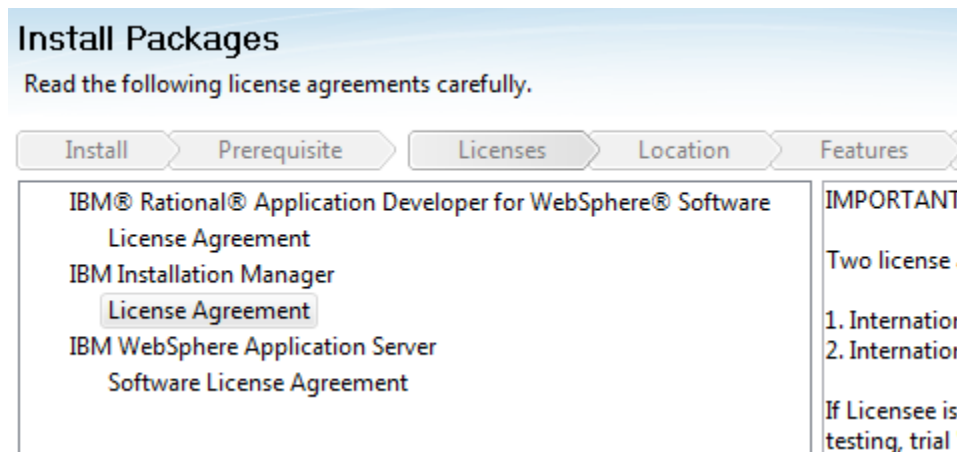 Install Packages
Read the following license agreements carefully.
Install Prerequisite Licenses Location Features
IBM® Rational® Application Developer for WebSphere® Software
License Agreement
IBM Installation Manager
License Agreement
IBM WebSphere Application Server
Software License Agreement
IMPORTANT
Two license
1. Internation
2. Internation
If Licensee is
testing, trial